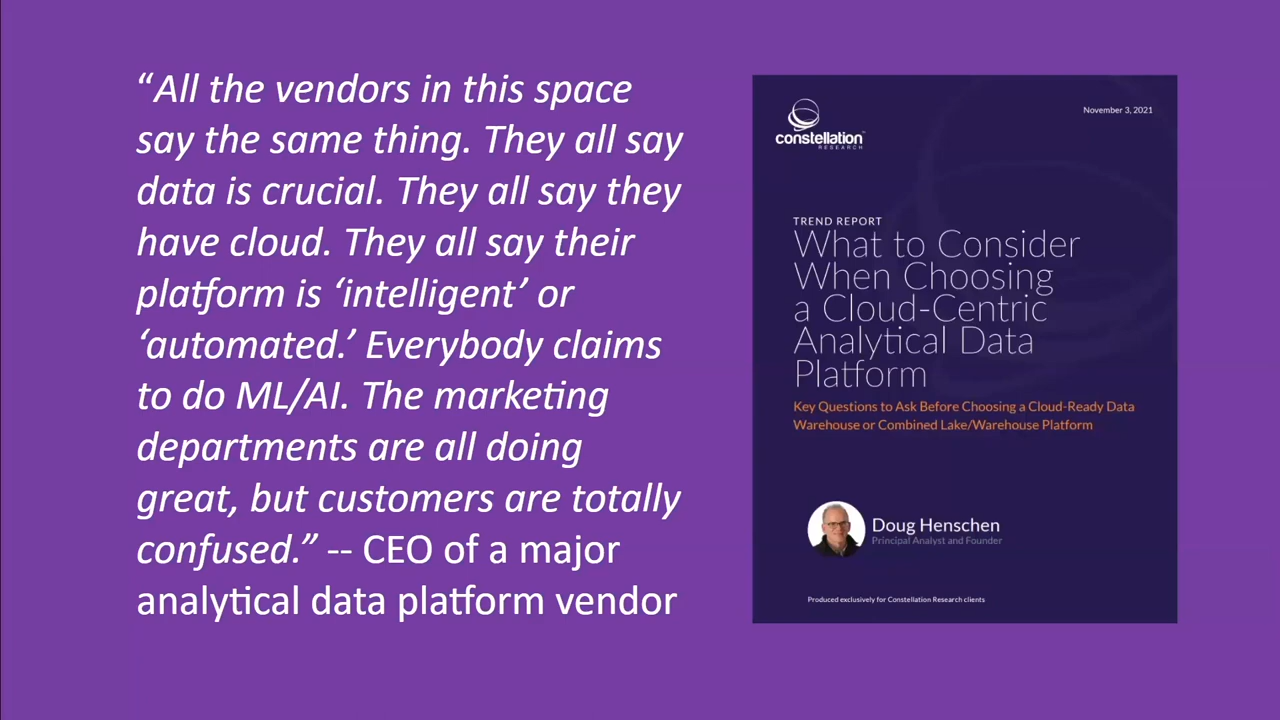 “All the vendors in this space
say the same thing. They all say
data is crucial. They all say they
have cloud. They all say their
platform is ‘intelligent’ or
‘automated.’ Everybody claims
to do ML/AI. The marketing
departments are all doing
great, but customers are totally
confused.” -- CEO of a major
analytical data platform vendor
constellation
RESEARCH
November 3, 2021
TREND REPORT
What to Consider
When Choosing
a Cloud-Centric
Analytical Data
Platform
Key Questions to Ask Before Choosing a Cloud-Ready Data
Warehouse or Combined Lake/Warehouse Platform
Doug Henschen
Principal Analyst and Founder
Produced exclusively for Constellation Research clients